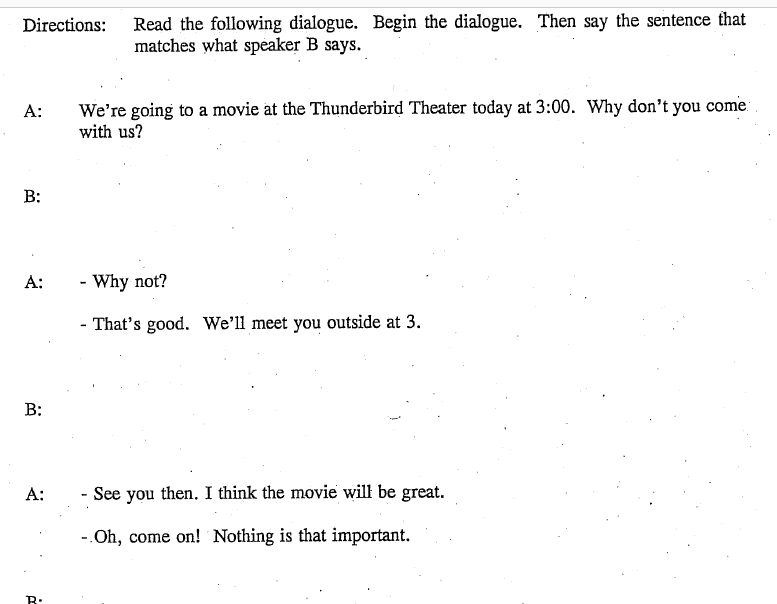 Directions: Read the following dialogue. Begin the dialogue. Then say the sentence that
matches what speaker B says.
A: We're going to a movie at the Thunderbird Theater today at 3:00. Why don't you come
with us?
B:
A: - Why not?
- That's good. We'll meet you outside at 3.
B:
A: - See you then. I think the movie will be great.
- Oh, come on! Nothing is that important.
B: